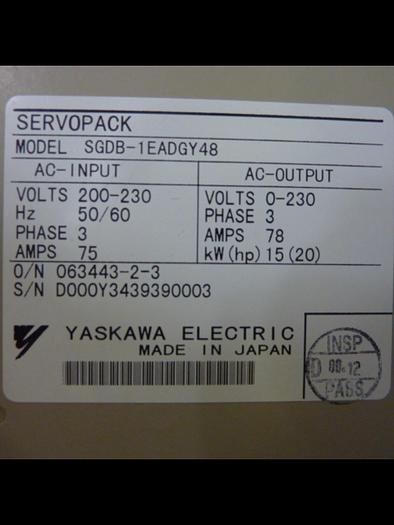 SERVOPACK
MODEL SGDB-1EADGY48
AC-INPUT AC-OUTPUT
VOLTS 200-230 VOLTS 0-230
Hz 50/60 PHASE 3
PHASE 3 AMPS 78
AMPS 75 kW(hp)15(20)
O/N 063443-2-3
S/N D000Y3439390003
YASKAWA ELECTRIC
MADE IN JAPAN
INSP
D
PASS